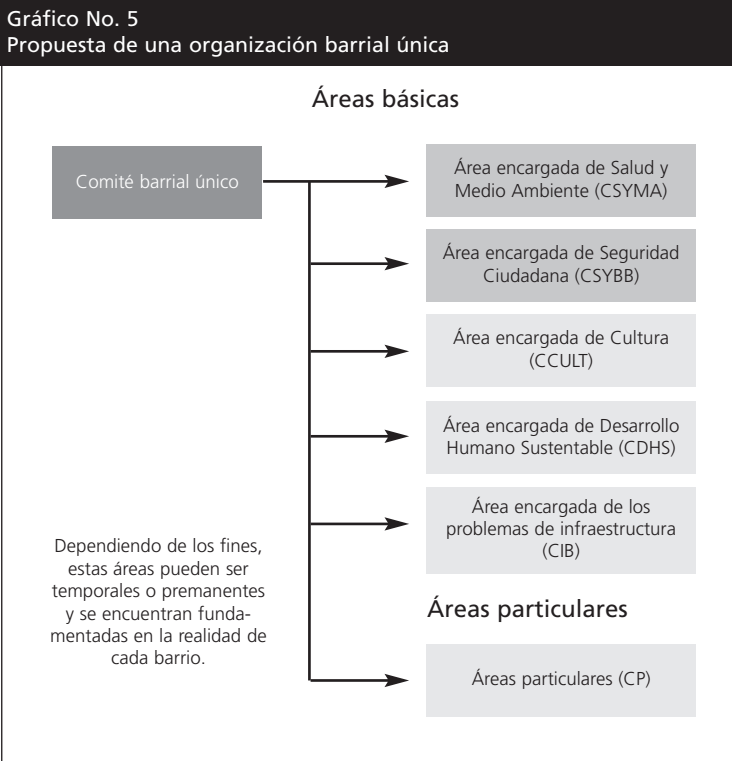 Gráfico No. 5
Propuesta de una organización barrial única
Áreas básicas
Comité barrial único
Área encargada de Salud y
Medio Ambiente (CSYMA)
Área encargada de Seguridad
Ciudadana (CSYBB)
Área encargada de Cultura
(CCULT)
Área encargada de Desarrollo
Humano Sustentable (CDHS)
Área encargada de los
problemas de infraestructura
(CIB)
Dependiendo de los fines,
estas áreas pueden ser
temporales o premanentes
y se encuentran funda-
mentadas en la realidad de
cada barrio.
Áreas particulares
Áreas particulares (CP)